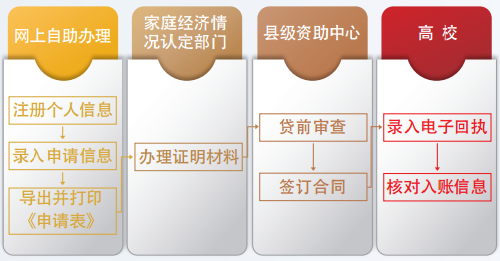 网上自助办理
注册个人信息
录入申请信息
导出并打印
《申请表》
家庭经济情
况认定部门
办理证明材料
县级资助中心
贷前审查
签订合同
高 校
录入电子回执
核对入账信息